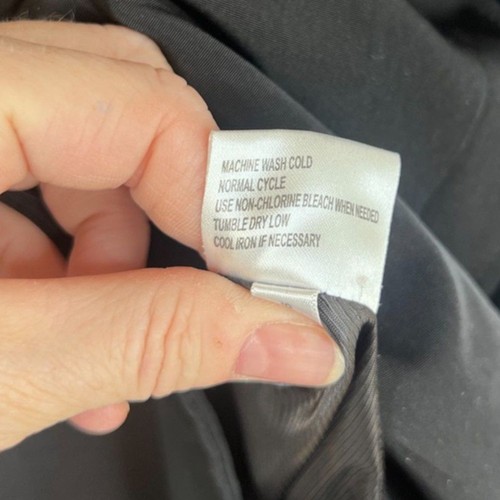 MACHINE WASH COLD
NORMAL CYCLE
USE NON-CHLORINE BLEACH WHEN NEEDED
TUMBLE DRY LOW
COOL IRON IF NECESSARY